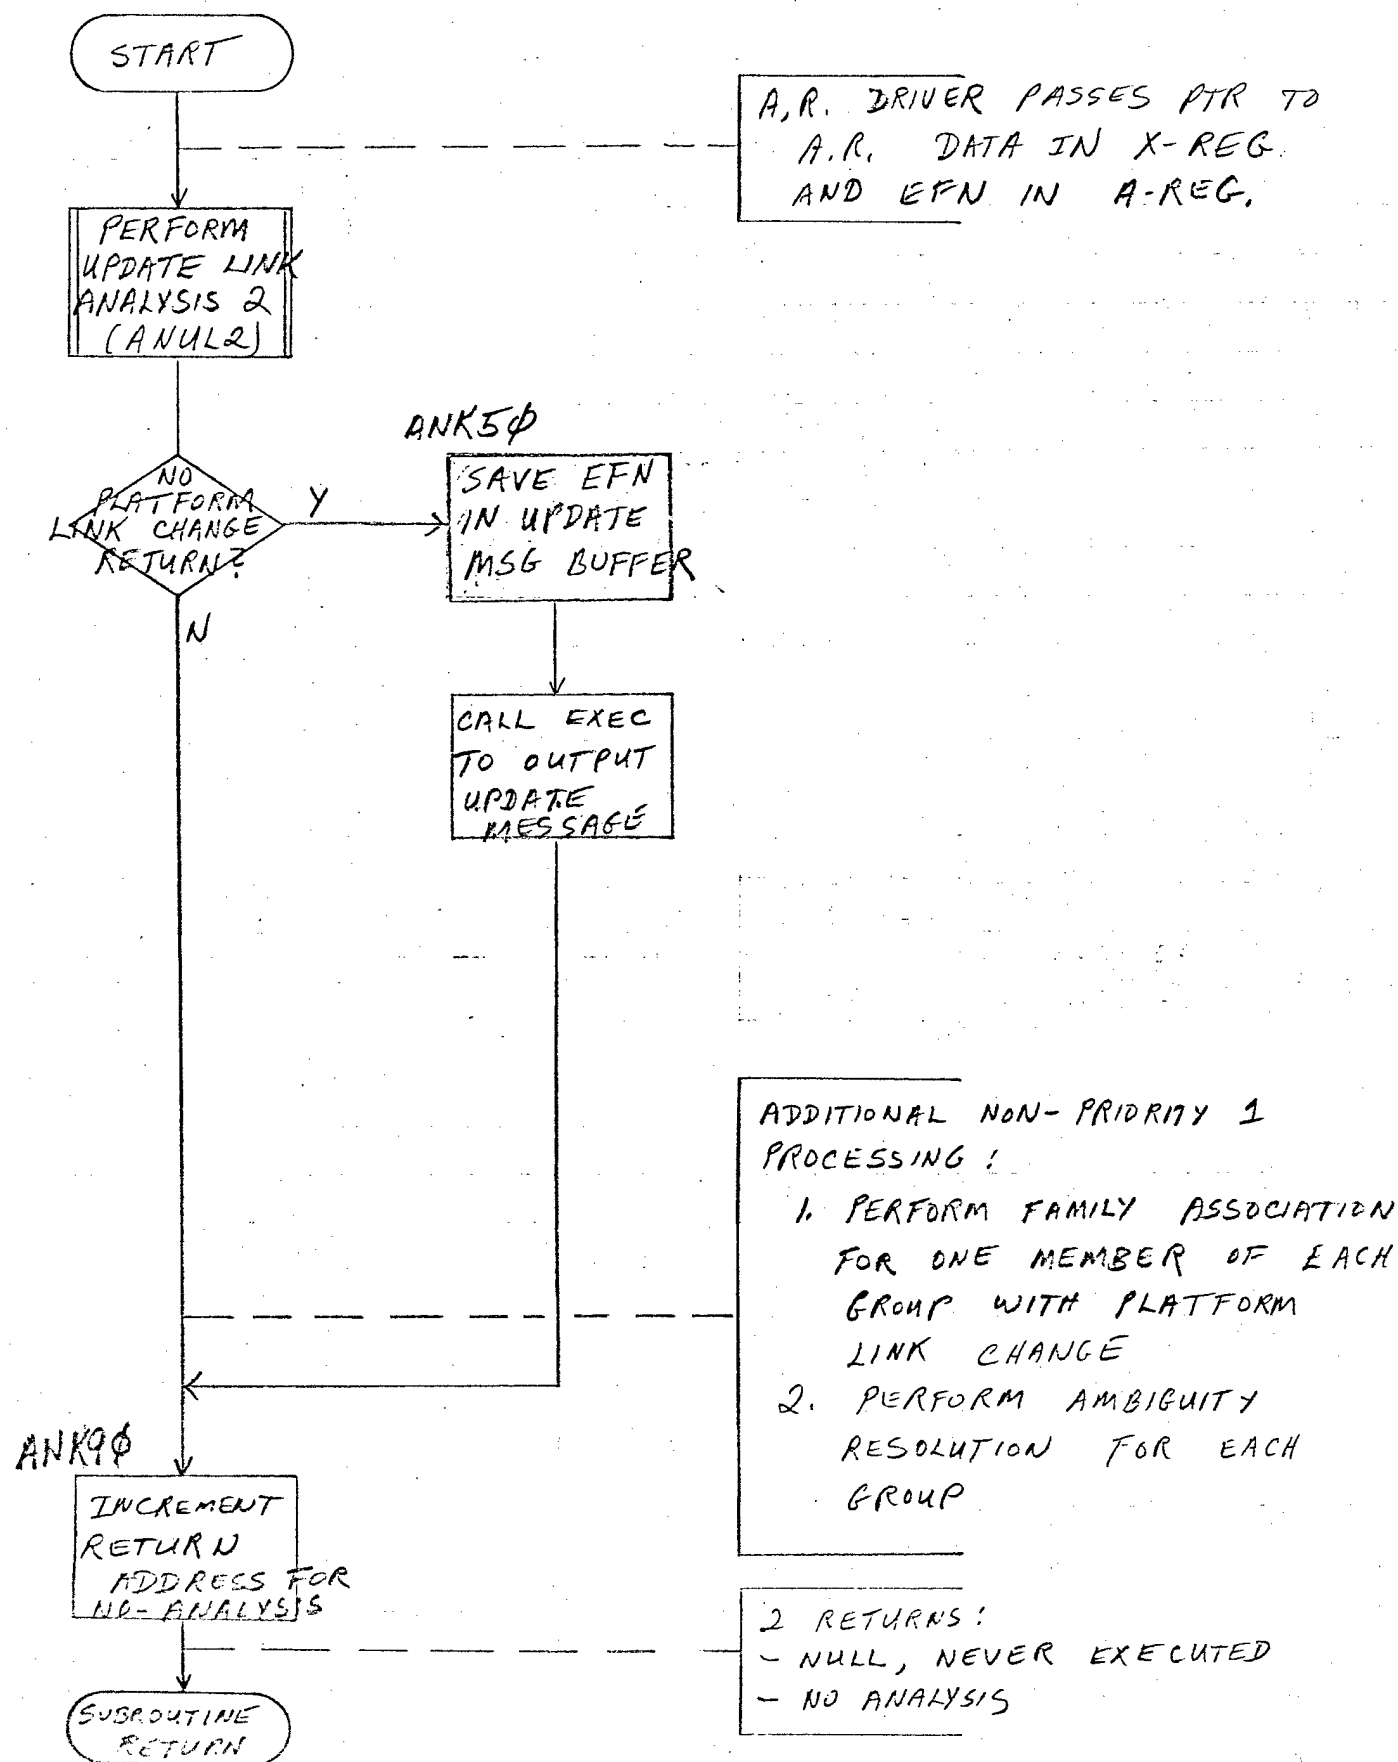 START
A,R. DRIVER PASSES PTR TO
A.R. DATA IN X-REG
AND EFN IN A-REG.
PERFORM
UPDATE LINK
ANALYSIS 2
(ANUL2)
NO
PLATFORM
LINK CHANGE
RETURN?
Y
N
ANK5Ø
SAVE EFN
IN UPDATE
MSG BUFFER
CALL EXEC
TO OUTPUT
UPDATE
MESSAGE
ADDITIONAL NON-PRIORITY 1
PROCESSING:
1. PERFORM FAMILY ASSOCIATION
FOR ONE MEMBER OF EACH
GROUP WITH PLATFORM
LINK CHANGE
2. PERFORM AMBIGUITY
RESOLUTION FOR EACH
GROUP
ANK9Ø
INCREMENT
RETURN
ADDRESS FOR
NO-ANALYSIS
2 RETURNS:
- NULL, NEVER EXECUTED
- NO ANALYSIS
SUBROUTINE
RETURN